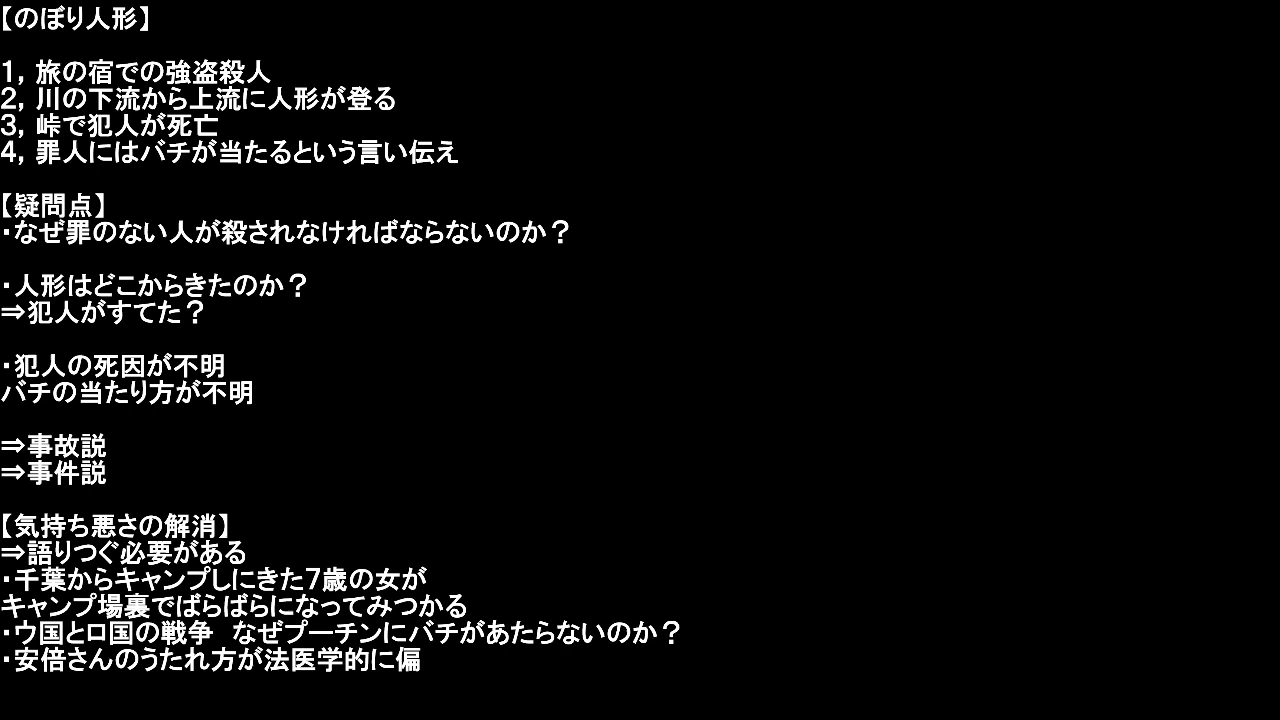 【のぼり人形】
1, 旅の宿での強盗殺人
2, 川の下流から上流に人形が登る
3, 峠で犯人が死亡
4, 罪人にはバチが当たるという言い伝え
【疑問点】
・なぜ罪のない人が殺されなければならないのか?
・人形はどこからきたのか?
⇒犯人がすてた?
・犯人の死因が不明
バチの当たり方が不明
⇒事故説
⇒事件説
【気持ち悪さの解消】
⇒語りつぐ必要がある
・千葉からキャンプしにきた7歳の女が
キャンプ場裏でばらばらになってみつかる
・ウ国とロ国の戦争 なぜプーチンにバチがあたらないのか?
・安倍さんのうたれ方が法医学的に偏